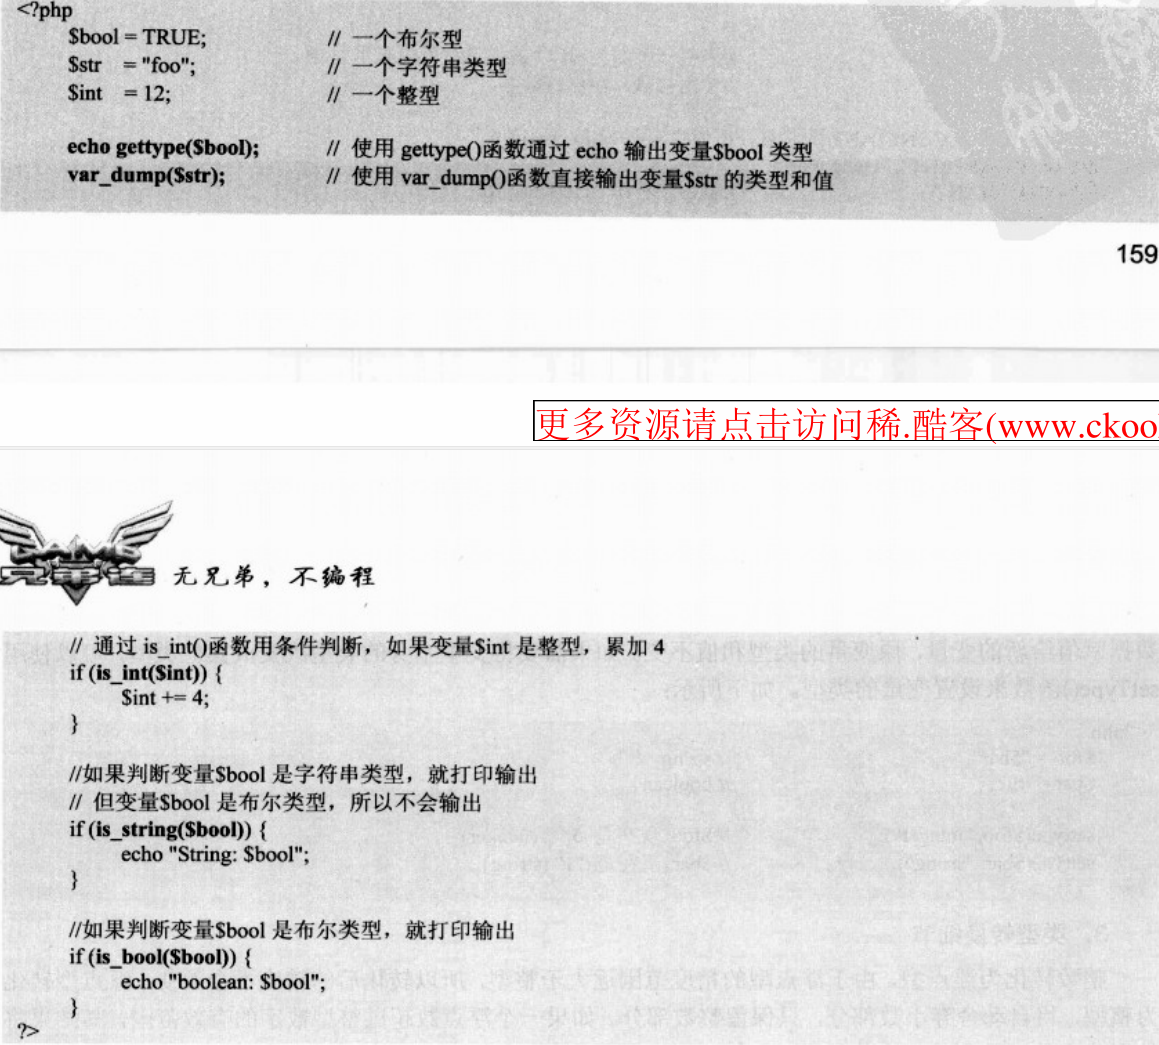 <?php
$bool = TRUE; // 一个布尔型
$str = "foo"; // 一个字符串类型
$int = 12; // 一个整型
echo gettype($bool); // 使用 gettype()函数通过 echo 输出变量$bool 类型
var_dump($str); // 使用 var_dump()函数直接输出变量$str 的类型和值
159
更多资源请点击访问稀.酷客(www.ckoo
兄弟连 无兄弟，不编程
// 通过 is_int()函数用条件判断，如果变量$int 是整型，累加 4
if (is_int($int)) {
$int += 4;
}
//如果判断变量$bool 是字符串类型，就打印输出
// 但变量$bool 是布尔类型，所以不会输出
if (is_string($bool)) {
echo "String: $bool";
}
//如果判断变量$bool 是布尔类型，就打印输出
if (is_bool($bool)) {
echo "boolean: $bool";
}
?>